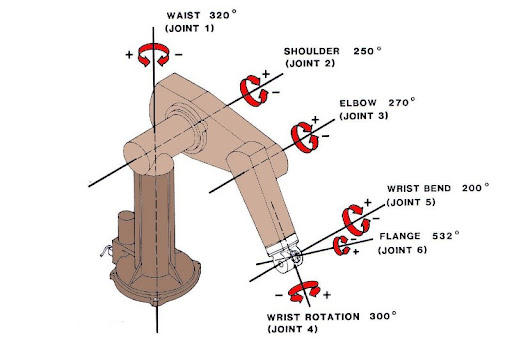 WAIST 320°
(JOINT 1)
+ -
SHOULDER 250°
(JOINT 2)
+
-
ELBOW 270°
(JOINT 3)
+
-
WRIST BEND 200°
(JOINT 5)
+
-
FLANGE 532°
(JOINT 6)
-
+
- +
WRIST ROTATION 300°
(JOINT 4)